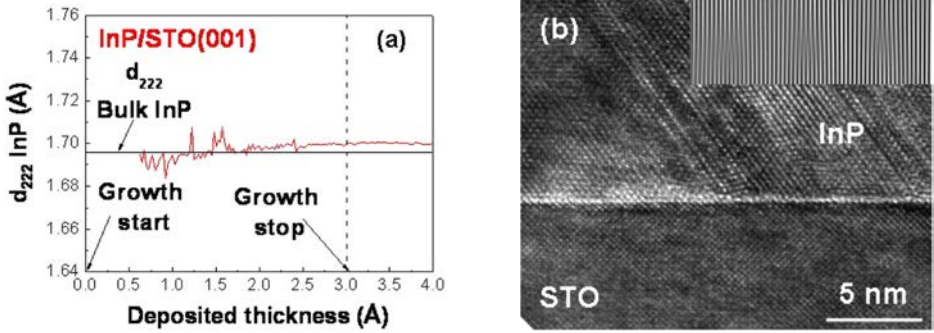 InP/STO(001)
(a)
d222
Bulk InP
Growth
start
Growth
stop
d222 InP (Å)
1.76
1.74
1.72
1.70
1.68
1.66
1.64
0.0 0.5 1.0 1.5 2.0 2.5 3.0 3.5 4.0
Deposited thickness (Å)
(b)
InP
STO
5 nm